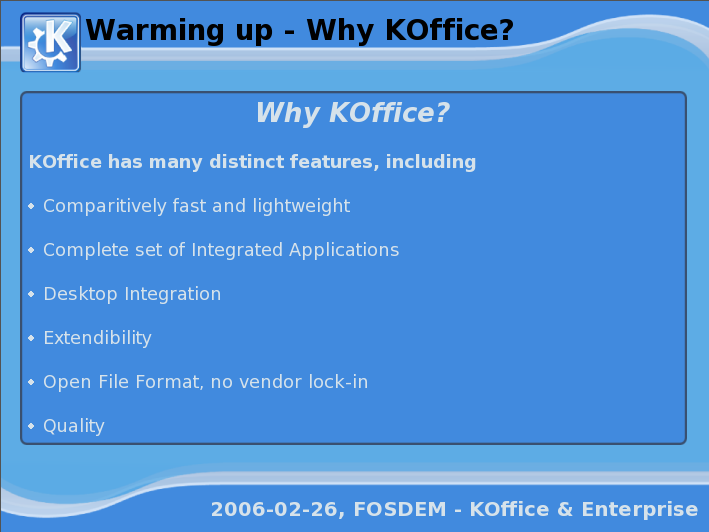 Warming up - Why KOffice?
Why KOffice?
KOffice has many distinct features, including
• Comparitively fast and lightweight
• Complete set of Integrated Applications
• Desktop Integration
• Extendibility
• Open File Format, no vendor lock-in
• Quality
2006-02-26, FOSDEM - KOffice & Enterprise